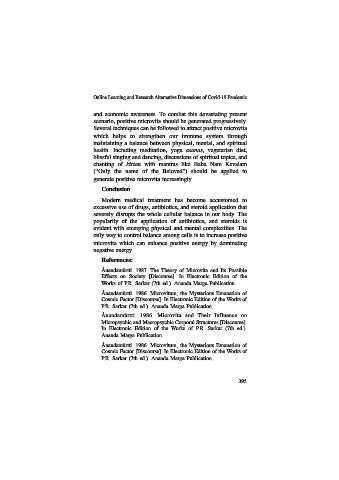 Online Learning and Research Alternative Dimensions of Covid-19 Pandemic
and economic awareness. To combat this devastating present
scenario, positive microvita should be generated progressively.
Several techniques can be followed to attract positive microvita
which helps to strengthen our immune system through
maintaining a balance between physical, mental, and spiritual
health. Including meditation, yoga asanas, vegetarian diet,
blissful singing and dancing, discussions of spiritual topics, and
chanting of Kirtan with mantras like Baba Nam Kevalam
("Only the name of the Beloved") should be applied to
generate positive microvita increasingly.
Conclusion
Modern medical treatment has become accustomed to
excessive use of drugs, antibiotics, and steroid application that
severely disrupts the whole cellular balance in our body. The
popularity of the application of antibiotics, and steroids is
evident with emerging physical and mental complexities. The
only way to control balance among cells is to increase positive
microvita which can enhance positive energy by dominating
negative energy.
References:
Ánandamúrti. 1987. The Theory of Microvita and Its Possible
Effects on Society [Discourse]. In Electronic Edition of the
Works of P.R. Sarkar (7th ed.). Ananda Marga Publication.
Ánandamúrti. 1986. Microvitum, the Mysterious Emanation of
Cosmic Factor [Discourse]. In Electronic Edition of the Works of
P.R. Sarkar (7th ed.). Ananda Marga Publication.
Ánandamúrti. 1986. Microvita and Their Influence on
Micropsychic and Macropsychic Corporal Structures [Discourse].
In Electronic Edition of the Works of P.R. Sarkar (7th ed.).
Ananda Marga Publication.
Ánandamúrti. 1986. Microvitum, the Mysterious Emanation of
Cosmic Factor [Discourse]. In Electronic Edition of the Works of
P.R. Sarkar (7th ed.). Ananda Marga Publication.
395